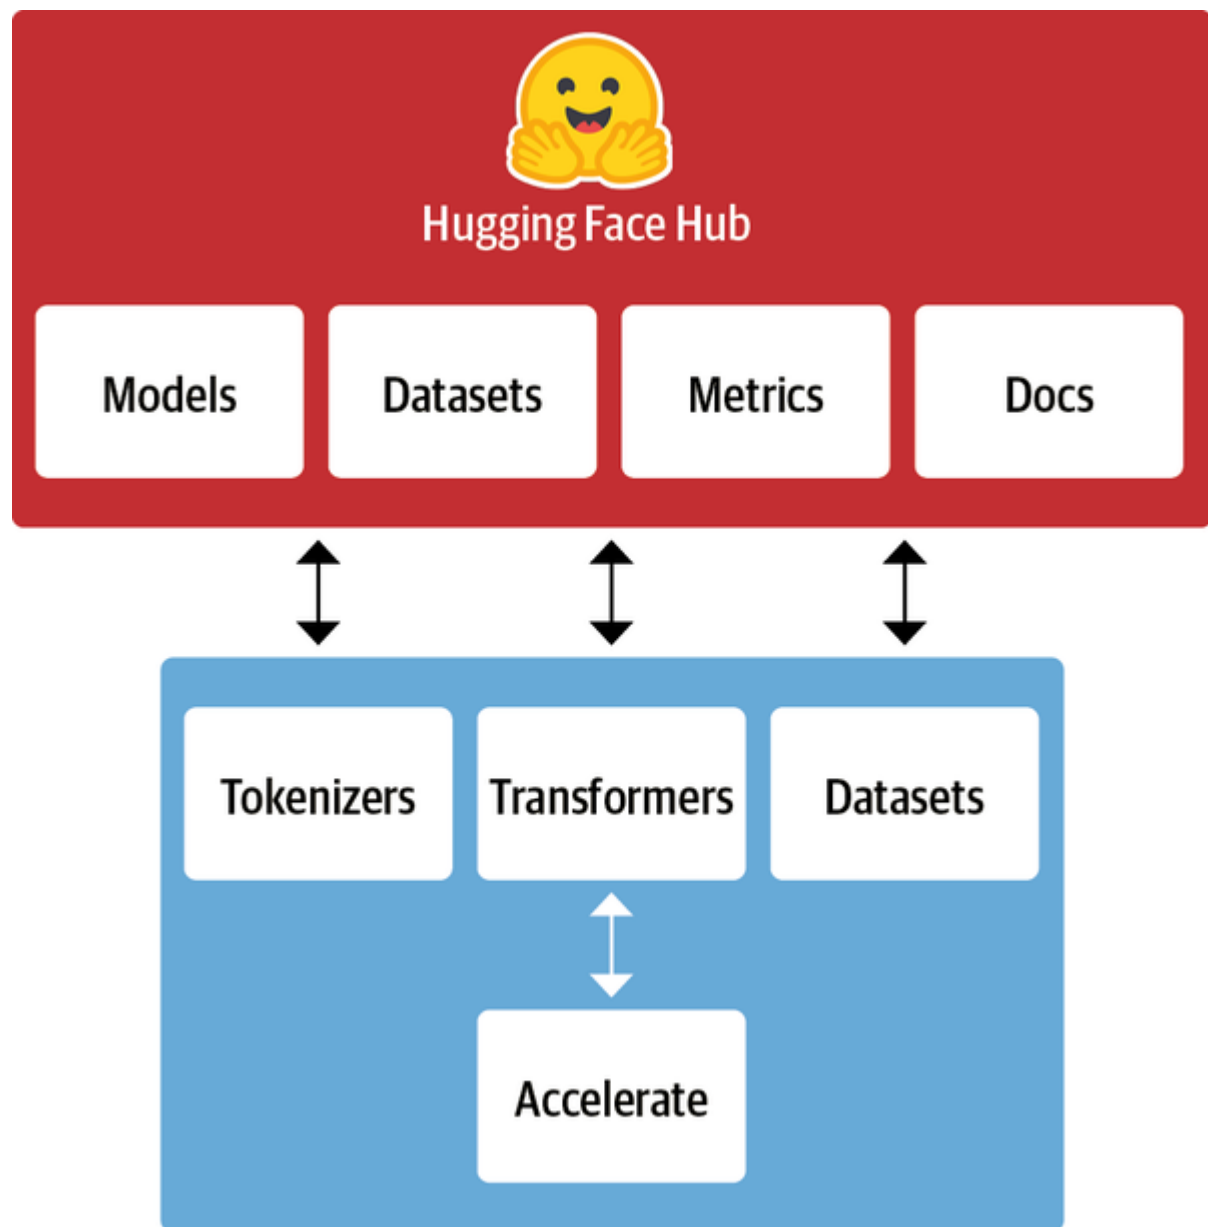 Hugging Face Hub
Models
Datasets
Metrics
Docs
Tokenizers
Transformers
Datasets
Accelerate